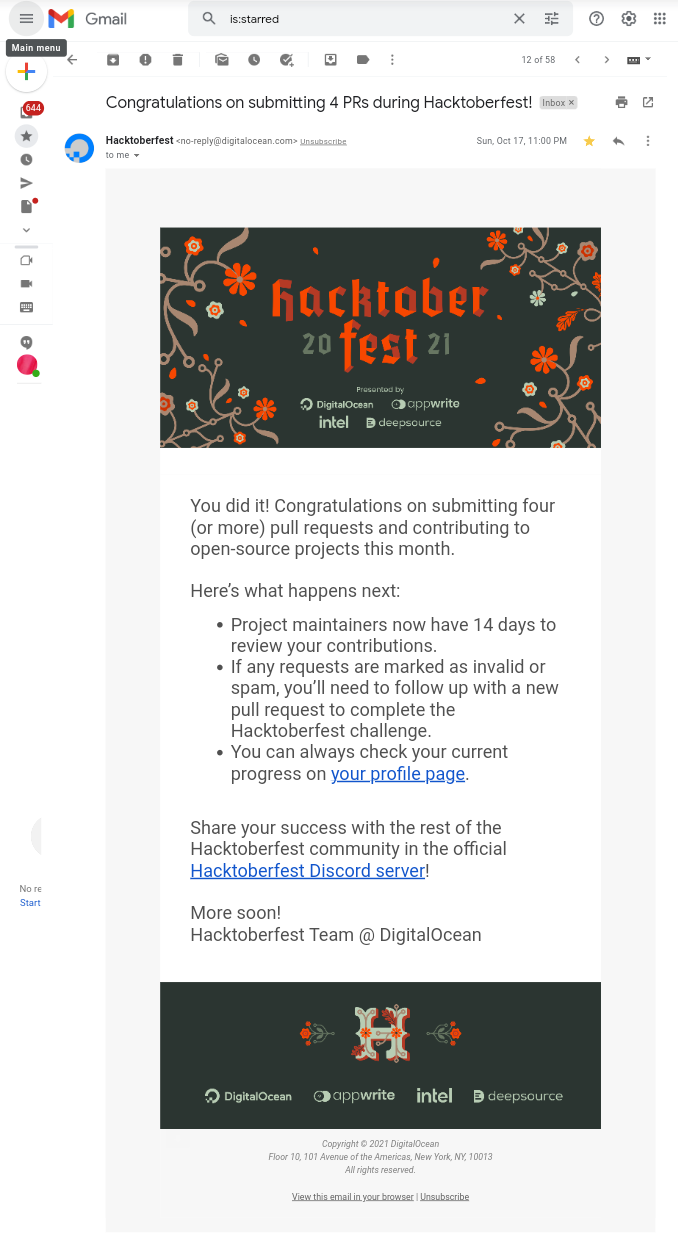 Gmail
is:starred
Main menu
12 of 58
644
Congratulations on submitting 4 PRs during Hacktoberfest! Inbox ×
Hacktoberfest <no-reply@digitalocean.com> Unsubscribe
Sun, Oct 17, 11:00 PM
to me
hacktober
20 fest 21
Presented by
DigitalOcean appwrite
intel deepsource
You did it! Congratulations on submitting four
(or more) pull requests and contributing to
open-source projects this month.
Here’s what happens next:
• Project maintainers now have 14 days to
review your contributions.
• If any requests are marked as invalid or
spam, you’ll need to follow up with a new
pull request to complete the
Hacktoberfest challenge.
• You can always check your current
progress on your profile page.
Share your success with the rest of the
Hacktoberfest community in the official
Hacktoberfest Discord server!
No re
Start
More soon!
Hacktoberfest Team @ DigitalOcean
H
DigitalOcean appwrite intel deepsource
Copyright © 2021 DigitalOcean
Floor 10, 101 Avenue of the Americas, New York, NY, 10013
All rights reserved.
View this email in your browser | Unsubscribe